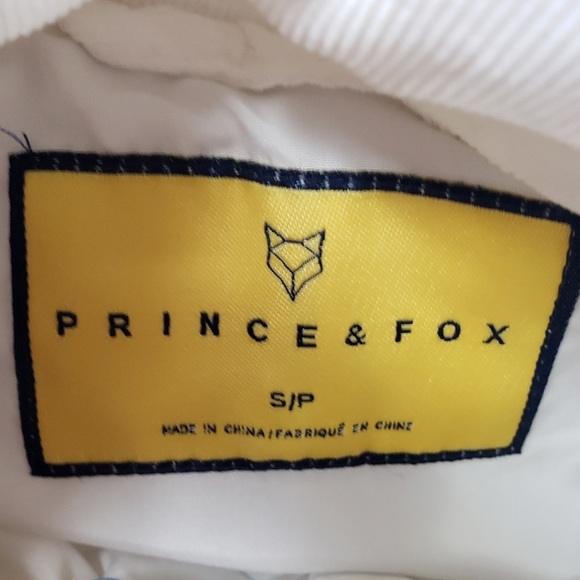 PRINCE & FOX
S/P
MADE IN CHINA/FABRIQUÉ EN CHINE